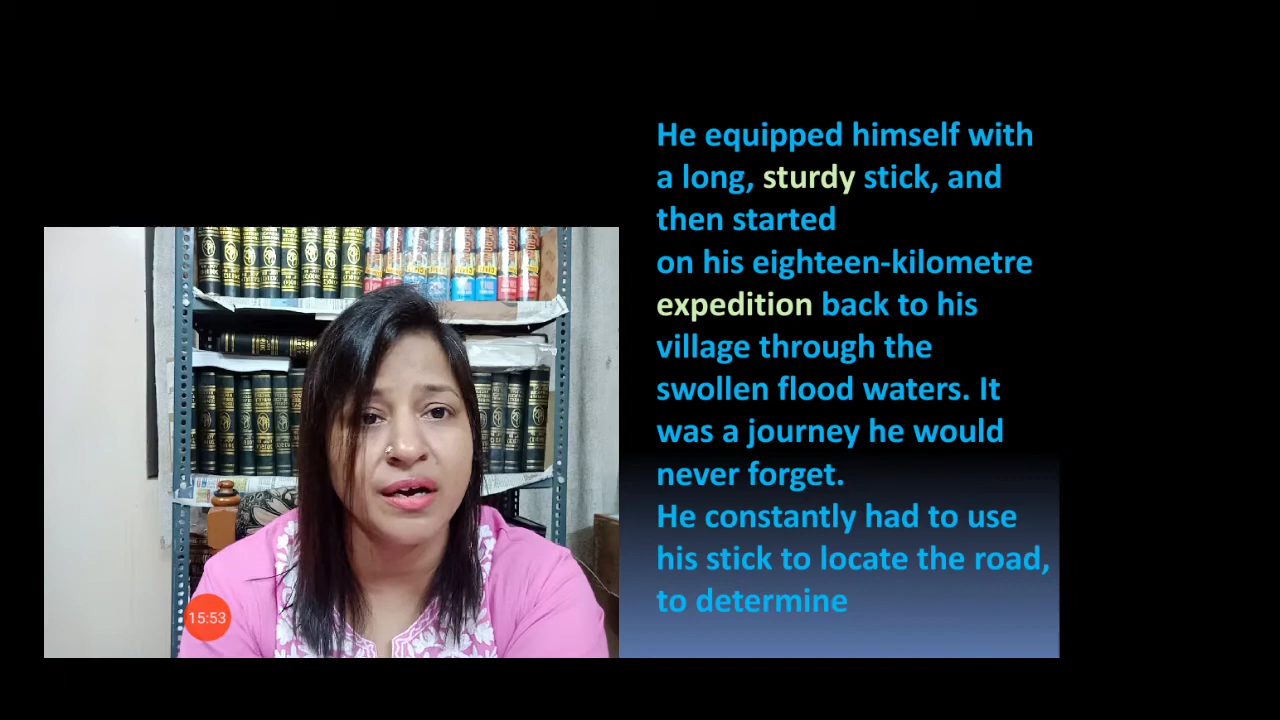 He equipped himself with
a long, sturdy stick, and
then started
on his eighteen-kilometre
expedition back to his
village through the
swollen flood waters. It
was a journey he would
never forget.
He constantly had to use
his stick to locate the road,
to determine
15:53